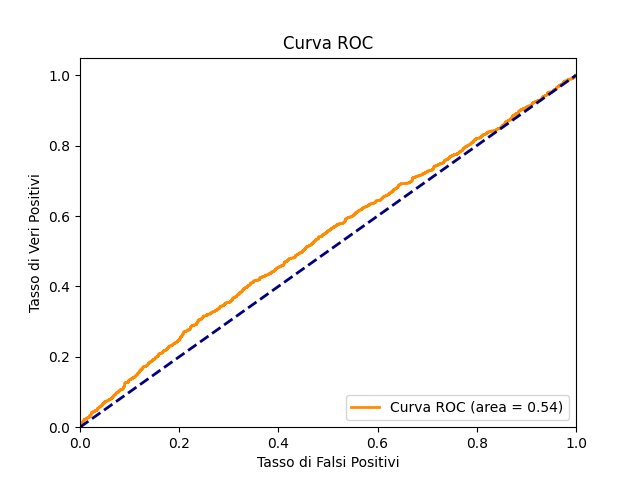 Curva ROC
1.0
0.8
0.6
0.4
0.2
0.0
Tasso di Veri Positivi
Curva ROC (area = 0.54)
0.0 0.2 0.4 0.6 0.8 1.0
Tasso di Falsi Positivi